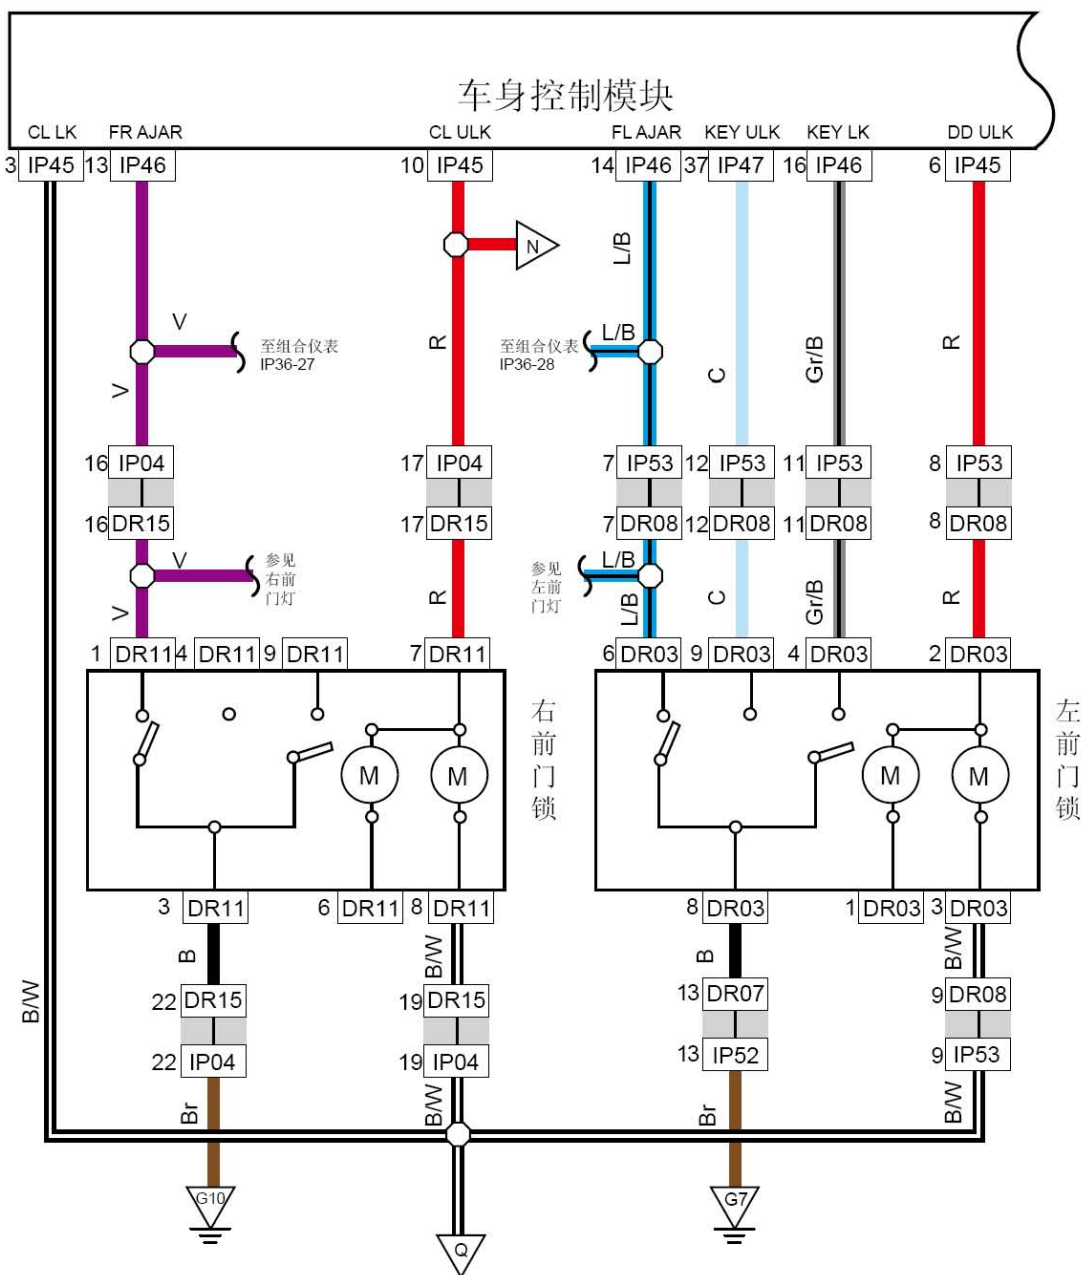 车身控制模块
CL LK FR AJAR CL ULK FL AJAR KEY ULK KEY LK DD ULK
3 IP45 13 IP46 10 IP45 14 IP46 37 IP47 16 IP46 6 IP45
N
L/B
V
至组合仪表
IP36-27
R
L/B
至组合仪表
IP36-28
V
C
Gr/B
R
16 IP04 17 IP04 7 IP53 12 IP53 11 IP53 8 IP53
16 DR15 17 DR15 7 DR08 12 DR08 11 DR08 8 DR08
V
参见
右前
门灯
L/B
参见
左前
门灯
V
R
L/B
C
Gr/B
R
1 DR11 4 DR11 9 DR11 7 DR11 6 DR03 9 DR03 4 DR03 2 DR03
右前门锁
左前门锁
M M M M
3 DR11 6 DR11 8 DR11 8 DR03 1 DR03 3 DR03
B
B/W
B
B/W
B/W
22 DR15 19 DR15 13 DR07 9 DR08
22 IP04 19 IP04 13 IP52 9 IP53
Br
B/W
Br
B/W
G10
G7
Q